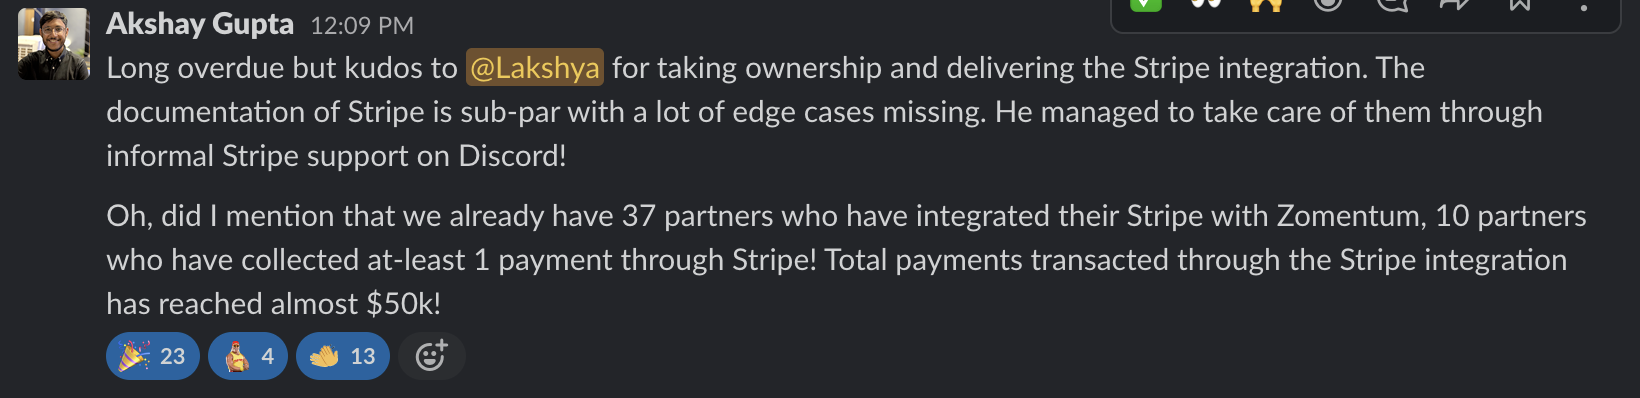 Akshay Gupta 12:09 PM
Long overdue but kudos to @Lakshya for taking ownership and delivering the Stripe integration. The
documentation of Stripe is sub-par with a lot of edge cases missing. He managed to take care of them through
informal Stripe support on Discord!
Oh, did I mention that we already have 37 partners who have integrated their Stripe with Zomentum, 10 partners
who have collected at-least 1 payment through Stripe! Total payments transacted through the Stripe integration
has reached almost $50k!
23 4 13